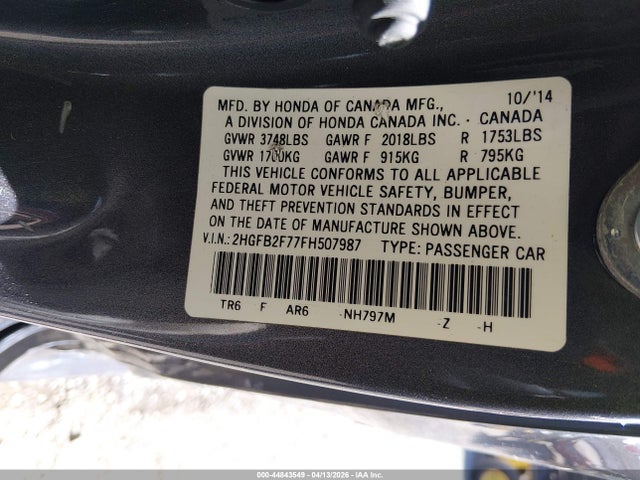 MFD. BY HONDA OF CANADA MFG., 10/'14
A DIVISION OF HONDA CANADA INC. · CANADA
GVWR 3748LBS GAWR F 2018LBS R 1753LBS
GVWR 1700KG GAWR F 915KG R 795KG
THIS VEHICLE CONFORMS TO ALL APPLICABLE
FEDERAL MOTOR VEHICLE SAFETY, BUMPER,
AND THEFT PREVENTION STANDARDS IN EFFECT
ON THE DATE OF MANUFACTURE SHOWN ABOVE.
V.I.N.: 2HGFB2F77FH507987 TYPE: PASSENGER CAR
TR6 F AR6 -NH797M -Z -H
000-44843549 - 04/13/2026 - IAAI.COM